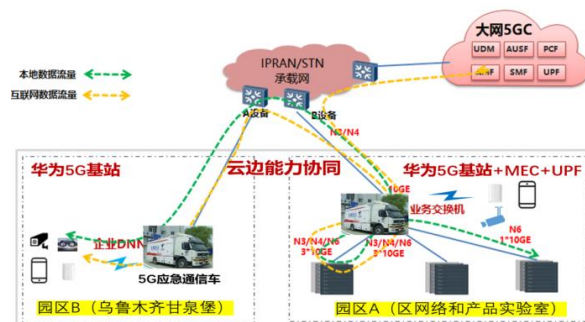 大网5GC
UDM
AUSF
PCF
SMF
UPF
IPRAN/STN
承载网
本地数据流量
互联网数据流量
A设备
B设备
N3/N4
华为5G基站
云边能力协同
华为5G基站+MEC+UPF
业务交换机
N6
1*10GE
企业DNN
N3/N4/N6
3*10GE
N3/N4/N6
5G应急通信车
园区B（乌鲁木齐甘泉堡）
园区A（区网络和产品实验室）